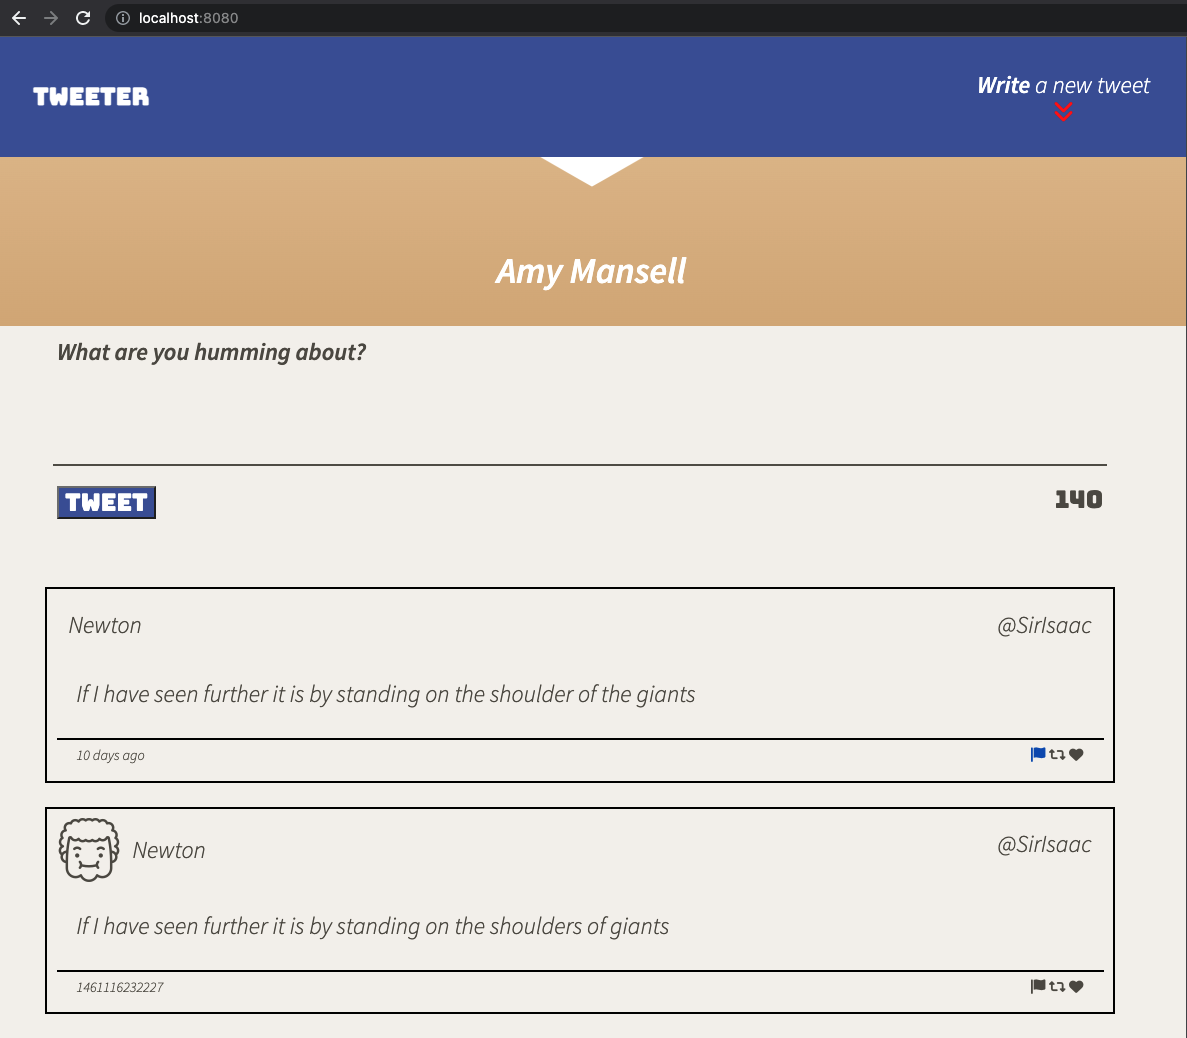 localhost:8080
TWEETER
Write a new tweet
Amy Mansell
What are you humming about?
TWEET
140
Newton
@SirIsaac
If I have seen further it is by standing on the shoulder of the giants
10 days ago
Newton
@SirIsaac
If I have seen further it is by standing on the shoulders of giants
1461116232227